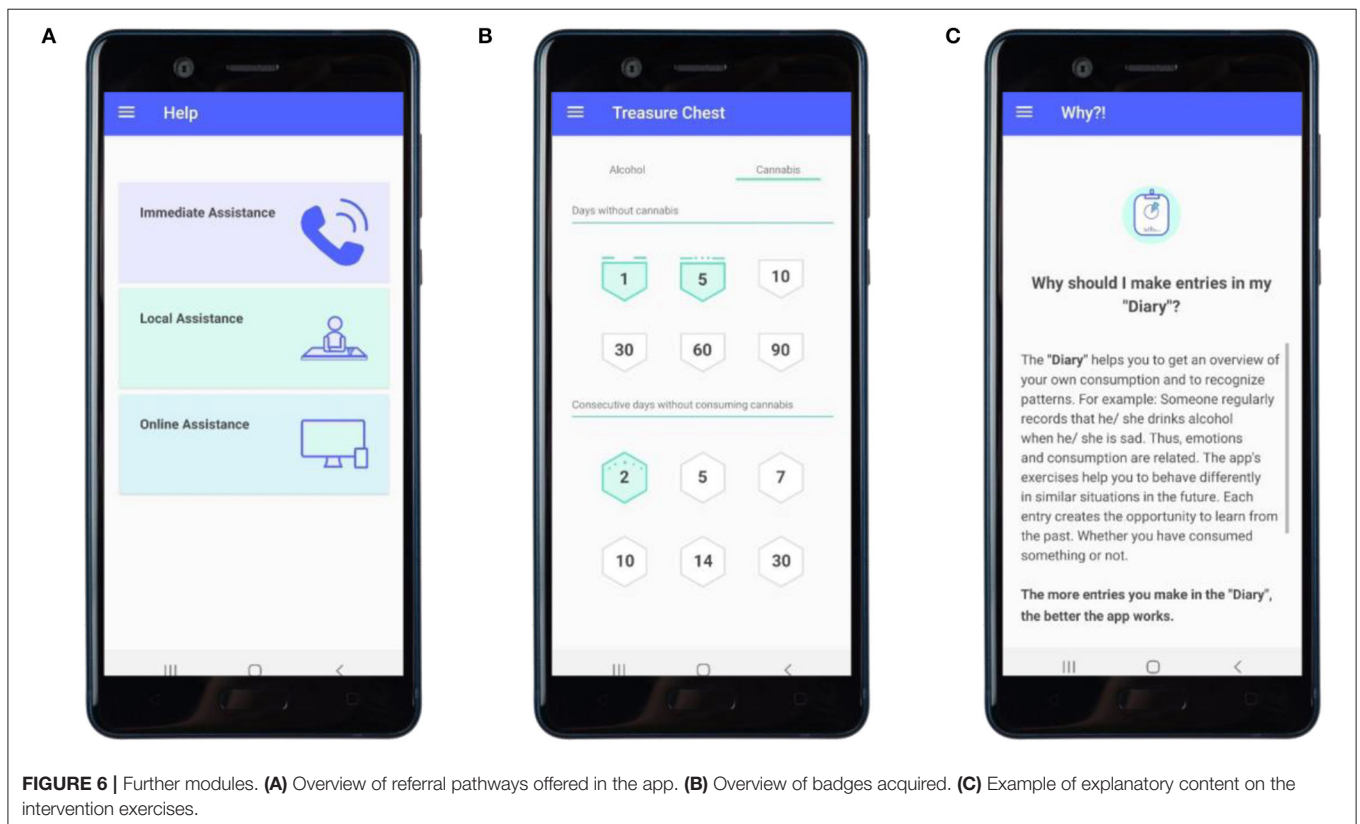 A
Help
Immediate Assistance
Local Assistance
Online Assistance
B
Treasure Chest
Alcohol Cannabis
Days without cannabis
1 5 10
30 60 90
Consecutive days without consuming cannabis
2 5 7
10 14 30
C
Why?!
Why should I make entries in my
"Diary"?
The "Diary" helps you to get an overview of
your own consumption and to recognize
patterns. For example: Someone regularly
records that he/ she drinks alcohol
when he/ she is sad. Thus, emotions
and consumption are related. The app's
exercises help you to behave differently
in similar situations in the future. Each
entry creates the opportunity to learn from
the past. Whether you have consumed
something or not.
The more entries you make in the "Diary",
the better the app works.
FIGURE 6 | Further modules. (A) Overview of referral pathways offered in the app. (B) Overview of badges acquired. (C) Example of explanatory content on the
intervention exercises.